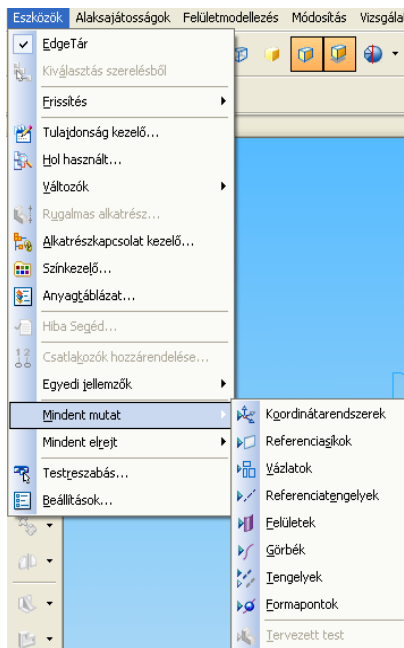 Eszközök Alaksajátosságok Felületmodellezés Módosítás Vizsgála
EdgeTár
Kiválasztás szerelésből
Frissítés
Tulajdonság kezelő...
Hol használt...
Változók
Rugalmas alkatrész...
Alkatrészkapcsolat kezelő...
Színkezelő...
Anyagtáblázat...
Hiba Segéd...
Csatlakozók hozzárendelése...
Egyedi jellemzők
Mindent mutat
Mindent elrejt
Testreszabás...
Beállítások...
Koordinátarendszerek
Referenciasíkok
Vázlatok
Referenciatengelyek
Felületek
Görbék
Tengelyek
Formapontok
Tervezett test